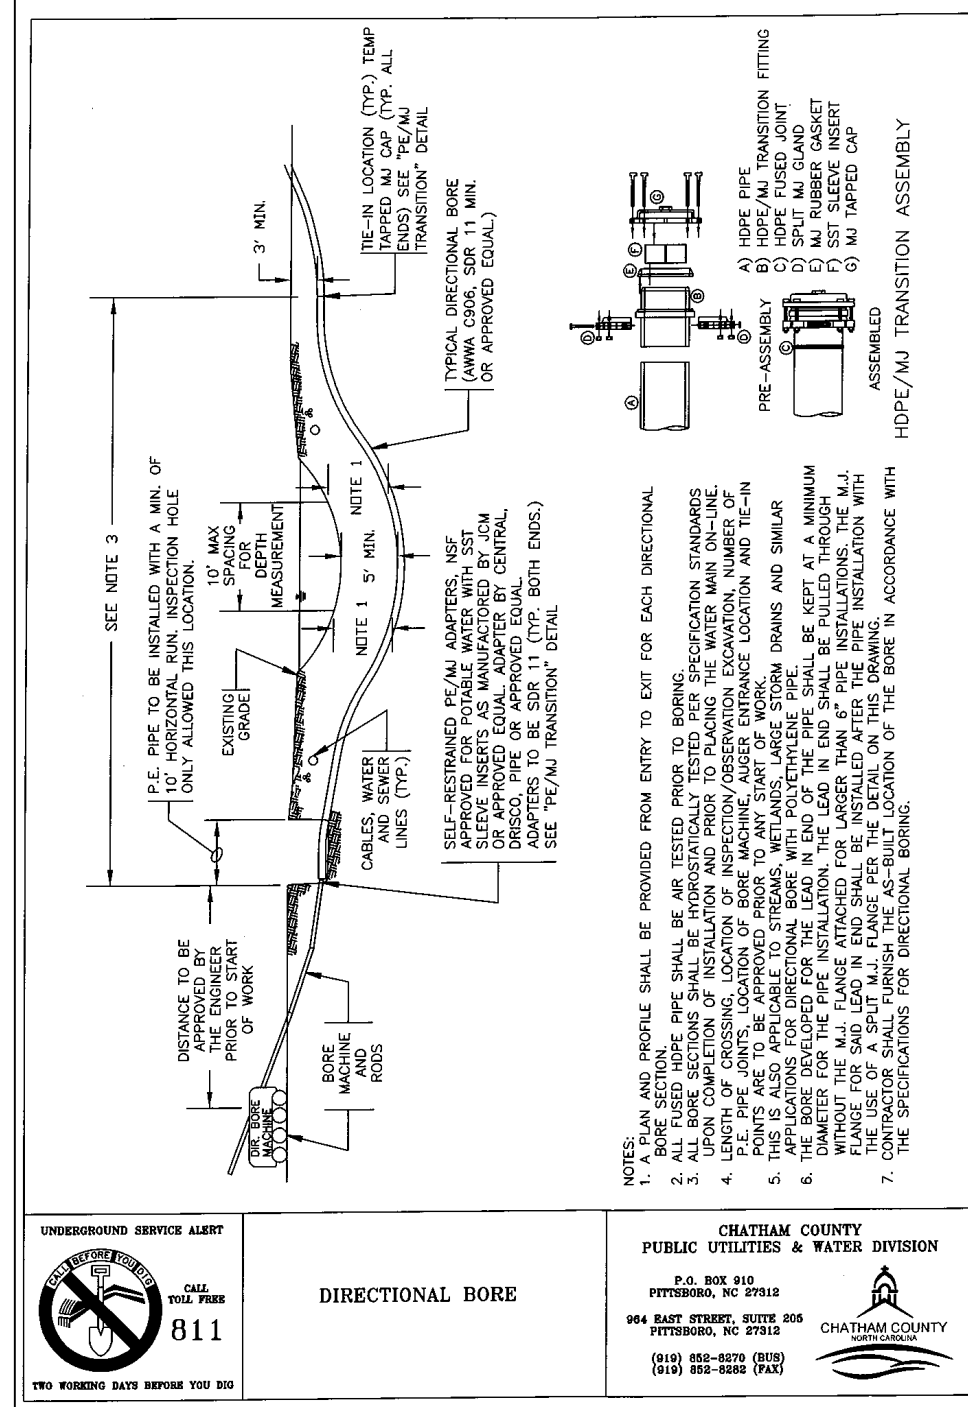 SEE NOTE 3
P.E. PIPE TO BE INSTALLED WITH A MIN. OF
10' HORIZONTAL RUN. INSPECTION HOLE
ONLY ALLOWED THIS LOCATION.
DISTANCE TO BE
APPROVED BY
THE ENGINEER
PRIOR TO START
OF WORK
EXISTING
GRADE
10' MAX
SPACING
FOR
DEPTH
MEASUREMENT
3' MIN.
DIR. BORE
MACHINE
BORE
MACHINE
AND
RODS
CABLES, WATER
AND SEWER
LINES (TYP.)
NOTE 1
5' MIN.
NOTE 1
TIE-IN LOCATION (TYP.) TEMP
TAPPED MJ CAP (TYP. ALL
ENDS) SEE "PE/MJ
TRANSITION" DETAIL
TYPICAL DIRECTIONAL BORE
(AWWA C906, SDR 11 MIN.
OR APPROVED EQUAL)
SELF-RESTRAINED PE/MJ ADAPTERS, NSF
APPROVED FOR POTABLE WATER WITH SST
SLEEVE INSERTS AS MANUFACTORED BY JCM
OR APPROVED EQUAL. ADAPTER BY CENTRAL,
DRISCO, PIPE OR APPROVED EQUAL.
ADAPTERS TO BE SDR 11 (TYP. BOTH ENDS.)
SEE "PE/MJ TRANSITION" DETAIL
NOTES:
1. A PLAN AND PROFILE SHALL BE PROVIDED FROM ENTRY TO EXIT FOR EACH DIRECTIONAL
BORE SECTION.
2. ALL FUSED HDPE PIPE SHALL BE AIR TESTED PRIOR TO BORING.
3. ALL BORE SECTIONS SHALL BE HYDROSTATICALLY TESTED PER SPECIFICATION STANDARDS
UPON COMPLETION OF INSTALLATION AND PRIOR TO PLACING THE WATER MAIN ON-LINE.
4. LENGTH OF CROSSING, LOCATION OF INSPECTION/OBSERVATION EXCAVATION, NUMBER OF
P.E. PIPE JOINTS, LOCATION OF BORE MACHINE, AUGER ENTRANCE LOCATION AND TIE-IN
POINTS ARE TO BE APPROVED PRIOR TO ANY START OF WORK.
5. THIS IS ALSO APPLICABLE TO STREAMS, WETLANDS, LARGE STORM DRAINS AND SIMILAR
APPLICATIONS FOR DIRECTIONAL BORE WITH POLYETHYLENE PIPE.
6. THE BORE DEVELOPED FOR THE LEAD IN END OF THE PIPE SHALL BE KEPT AT A MINIMUM
DIAMETER FOR THE PIPE INSTALLATION. THE LEAD IN END SHALL BE PULLED THROUGH
WITHOUT THE M.J. FLANGE ATTACHED FOR LARGER THAN 6" PIPE INSTALLATIONS. THE M.J.
FLANGE FOR SAID LEAD IN END SHALL BE INSTALLED AFTER THE PIPE INSTALLATION WITH
THE USE OF A SPLIT M.J. FLANGE PER THE DETAIL ON THIS DRAWING.
7. CONTRACTOR SHALL FURNISH THE AS-BUILT LOCATION OF THE BORE IN ACCORDANCE WITH
THE SPECIFICATIONS FOR DIRECTIONAL BORING.
A
D
D
B
E
F
G
PRE-ASSEMBLY
C
ASSEMBLED
A) HDPE PIPE
B) HDPE/MJ TRANSITION FITTING
C) HDPE FUSED JOINT
D) SPLIT MJ GLAND
E) MJ RUBBER GASKET
F) SST SLEEVE INSERT
G) MJ TAPPED CAP
HDPE/MJ TRANSITION ASSEMBLY
UNDERGROUND SERVICE ALERT
CALL BEFORE YOU DIG
CALL
TOLL FREE
811
TWO WORKING DAYS BEFORE YOU DIG
DIRECTIONAL BORE
CHATHAM COUNTY
PUBLIC UTILITIES & WATER DIVISION
P.O. BOX 910
PITTSBORO, NC 27312
964 EAST STREET, SUITE 205
PITTSBORO, NC 27312
(919) 852-8270 (BUS)
(919) 852-8282 (FAX)
CHATHAM COUNTY
NORTH CAROLINA